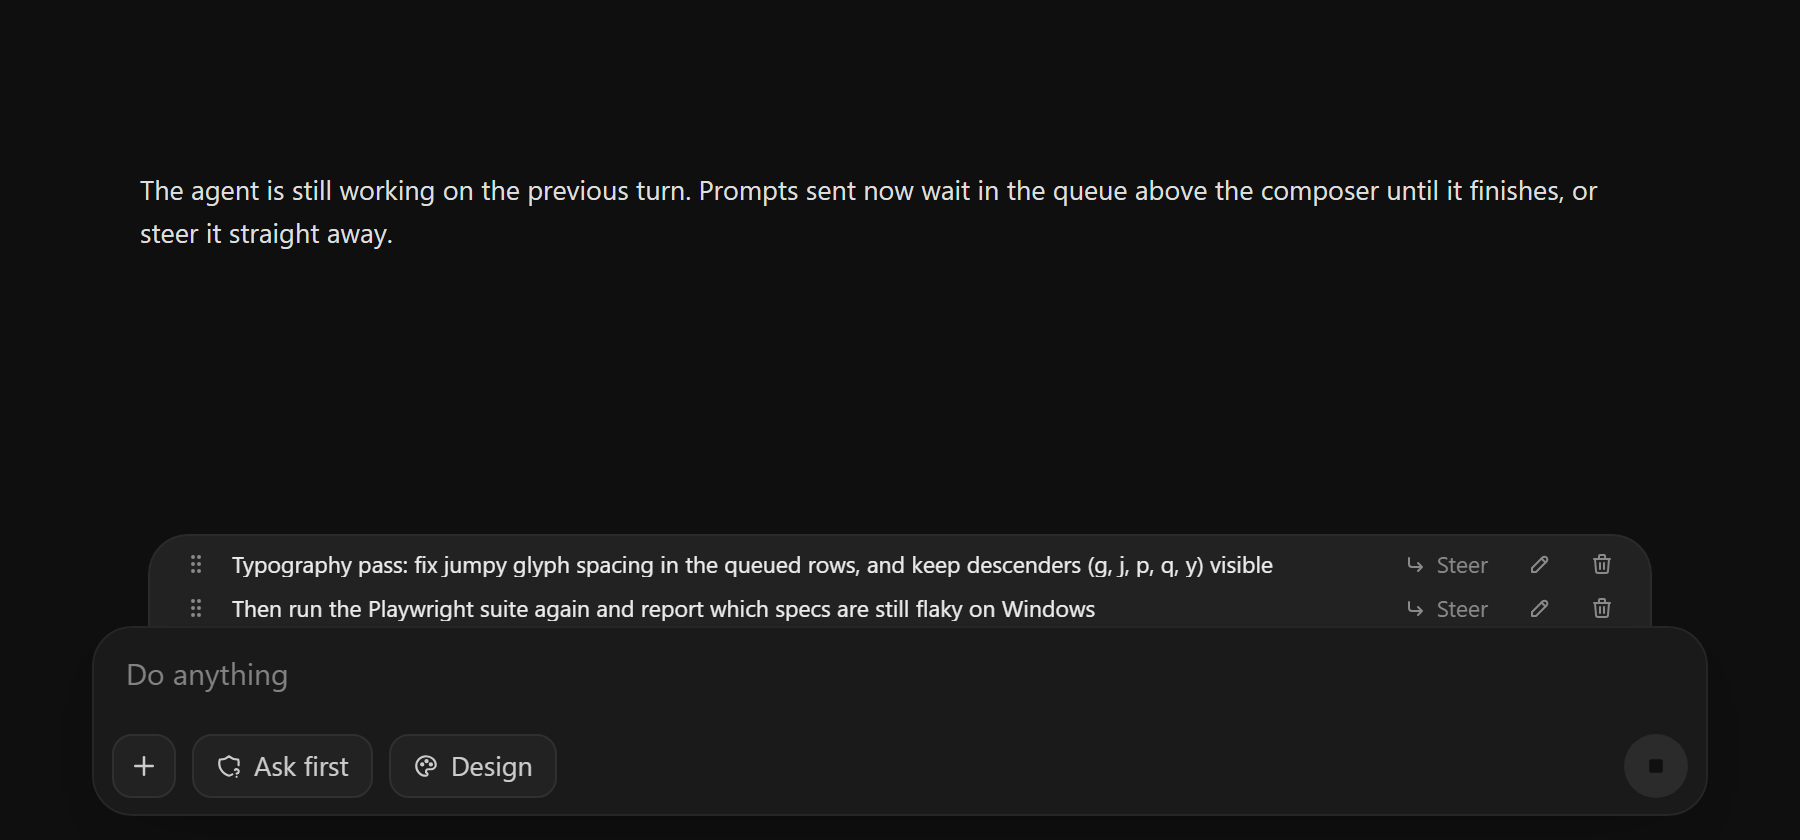 The agent is still working on the previous turn. Prompts sent now wait in the queue above the composer until it finishes, or
steer it straight away.
Typography pass: fix jumpy glyph spacing in the queued rows, and keep descenders (g, j, p, q, y) visible
Steer
Then run the Playwright suite again and report which specs are still flaky on Windows
Steer
Do anything
Ask first
Design